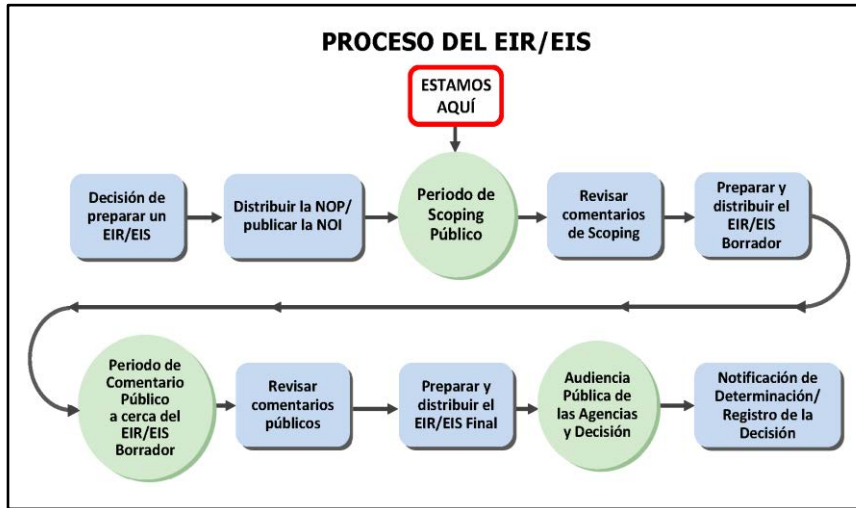 PROCESO DEL EIR/EIS
ESTAMOS
AQUÍ
Decisión de
preparar un
EIR/EIS
Distribuir la NOP/
publicar la NOI
Periodo de
Scoping
Público
Revisar
comentarios
de Scoping
Preparar y
distribuir el
EIR/EIS
Borrador
Periodo de
Comentario
Público
a cerca del
EIR/EIS
Borrador
Revisar
comentarios
públicos
Preparar y
distribuir el
EIR/EIS Final
Audiencia
Pública de
las Agencias
y Decisión
Notificación de
Determinación/
Registro de la
Decisión